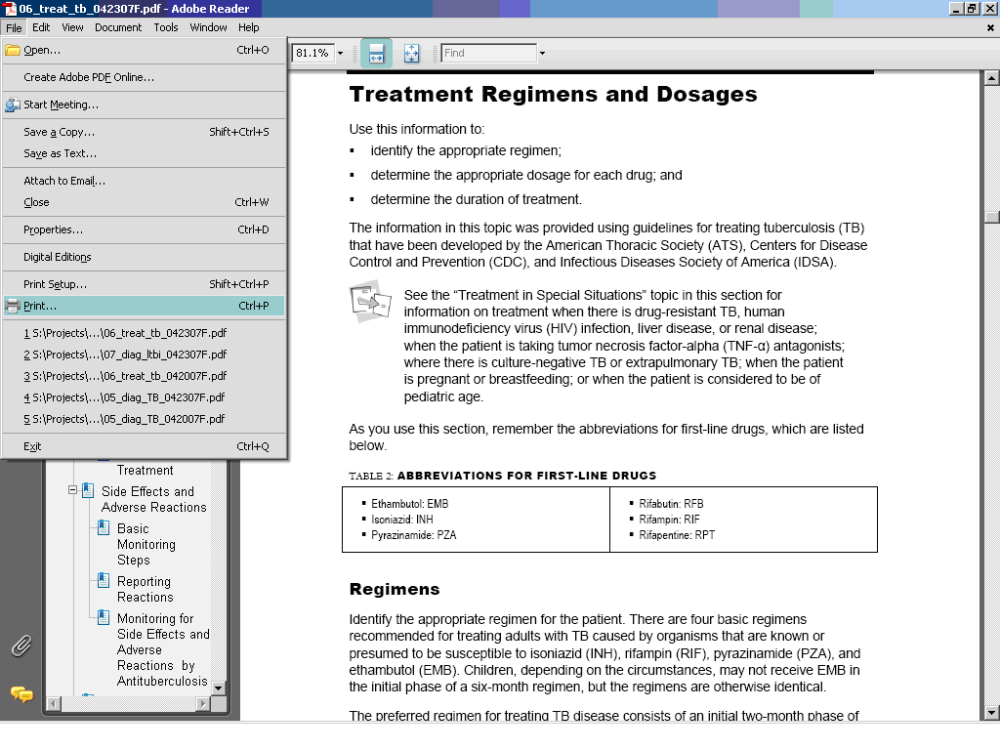 06_treat_tb_042307F.pdf - Adobe Reader
File Edit View Document Tools Window Help
Open... Ctrl+O
Create Adobe PDF Online...
Start Meeting...
Save a Copy... Shift+Ctrl+S
Save as Text...
Attach to Email...
Close Ctrl+W
Properties... Ctrl+D
Digital Editions
Print Setup... Shift+Ctrl+P
Print... Ctrl+P
1 S:\Projects\...\06_treat_tb_042307F.pdf
2 S:\Projects\...\07_diag_ltbi_042307F.pdf
3 S:\Projects\...\06_treat_tb_042007F.pdf
4 S:\Projects\...\05_diag_TB_042307F.pdf
5 S:\Projects\...\05_diag_TB_042007F.pdf
Exit Ctrl+Q
81.1% Find
Treatment
Side Effects and
Adverse Reactions
Basic
Monitoring
Steps
Reporting
Reactions
Monitoring for
Side Effects and
Adverse
Reactions by
Antituberculosis
Treatment Regimens and Dosages
Use this information to:
▪ identify the appropriate regimen;
▪ determine the appropriate dosage for each drug; and
▪ determine the duration of treatment.
The information in this topic was provided using guidelines for treating tuberculosis (TB)
that have been developed by the American Thoracic Society (ATS), Centers for Disease
Control and Prevention (CDC), and Infectious Diseases Society of America (IDSA).
See the “Treatment in Special Situations” topic in this section for
information on treatment when there is drug-resistant TB, human
immunodeficiency virus (HIV) infection, liver disease, or renal disease;
when the patient is taking tumor necrosis factor-alpha (TNF-α) antagonists;
where there is culture-negative TB or extrapulmonary TB; when the patient
is pregnant or breastfeeding; or when the patient is considered to be of
pediatric age.
As you use this section, remember the abbreviations for first-line drugs, which are listed
below.
TABLE 2: ABBREVIATIONS FOR FIRST-LINE DRUGS
▪ Ethambutol: EMB
▪ Isoniazid: INH
▪ Pyrazinamide: PZA
▪ Rifabutin: RFB
▪ Rifampin: RIF
▪ Rifapentine: RPT
Regimens
Identify the appropriate regimen for the patient. There are four basic regimens
recommended for treating adults with TB caused by organisms that are known or
presumed to be susceptible to isoniazid (INH), rifampin (RIF), pyrazinamide (PZA), and
ethambutol (EMB). Children, depending on the circumstances, may not receive EMB in
the initial phase of a six-month regimen, but the regimens are otherwise identical.
The preferred regimen for treating TB disease consists of an initial two-month phase of